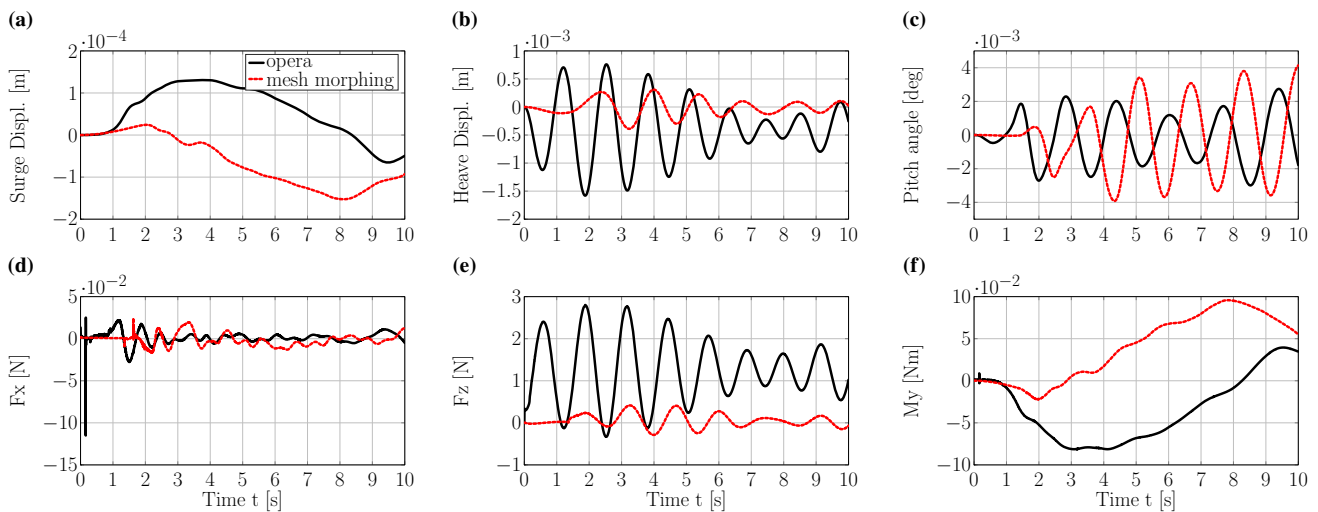 (a) (b) (c)
·10⁻⁴ ·10⁻³ ·10⁻³
Surge Displ. [m]
2
1
0
−1
−2
opera
mesh morphing
0 1 2 3 4 5 6 7 8 9 10
Heave Displ. [m]
1
0.5
0
−0.5
−1
−1.5
−2
0 1 2 3 4 5 6 7 8 9 10
Pitch angle [deg]
4
2
0
−2
−4
0 1 2 3 4 5 6 7 8 9 10
(d) (e) (f)
·10⁻² ·10⁻²
Fx [N]
5
0
−5
−10
−15
0 1 2 3 4 5 6 7 8 9 10
Time t [s]
Fz [N]
3
2
1
0
−1
0 1 2 3 4 5 6 7 8 9 10
Time t [s]
My [Nm]
10
5
0
−5
−10
0 1 2 3 4 5 6 7 8 9 10
Time t [s]